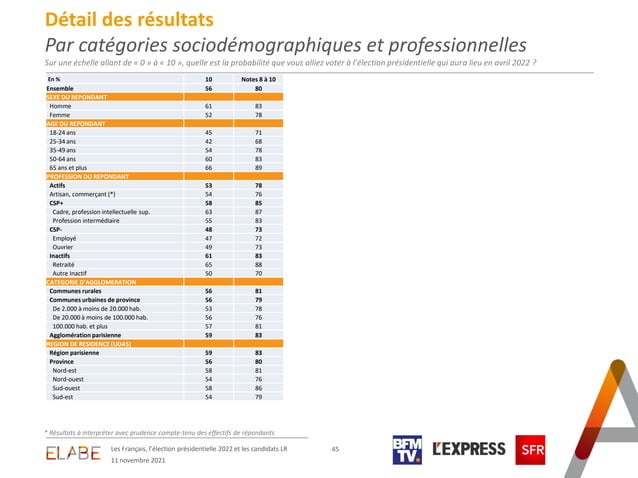 Détail des résultats
Par catégories sociodémographiques et professionnelles
Sur une échelle allant de « 0 » à « 10 », quelle est la probabilité que vous alliez voter à l'élection présidentielle qui aura lieu en avril 2022 ?
En % 10 Notes 8 à 10
Ensemble 56 80
SEXE DU REPONDANT
Homme 61 83
Femme 52 78
AGE DU REPONDANT
18-24 ans 45 71
25-34 ans 42 68
35-49 ans 54 78
50-64 ans 60 83
65 ans et plus 66 89
PROFESSION DU REPONDANT
Actifs 53 78
Artisan, commerçant (*) 54 76
CSP+ 58 85
Cadre, profession intellectuelle sup. 63 87
Profession intermédiaire 55 83
CSP- 48 73
Employé 47 72
Ouvrier 49 73
Inactifs 61 83
Retraité 65 88
Autre inactif 50 70
CATEGORIE D'AGGLOMERATION
Communes rurales 56 81
Communes urbaines de province 56 79
De 2.000 à moins de 20.000 hab. 53 78
De 20.000 à moins de 100.000 hab. 56 76
100.000 hab. et plus 57 81
Agglomération parisienne 59 83
REGION DE RESIDENCE (UDA5)
Région parisienne 59 83
Province 56 80
Nord-est 58 81
Nord-ouest 54 76
Sud-ouest 58 86
Sud-est 54 79
* Résultats à interpréter avec prudence compte-tenu des effectifs de répondants
ELABE
Les Français, l'élection présidentielle 2022 et les candidats LR 45
11 novembre 2021
BFM
TV.
L'EXPRESS
SFR